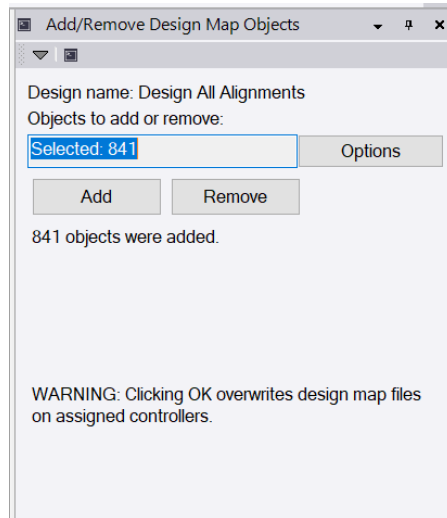 Add/Remove Design Map Objects
Design name: Design All Alignments
Objects to add or remove:
Selected: 841
Options
Add
Remove
841 objects were added.
WARNING: Clicking OK overwrites design map files
on assigned controllers.